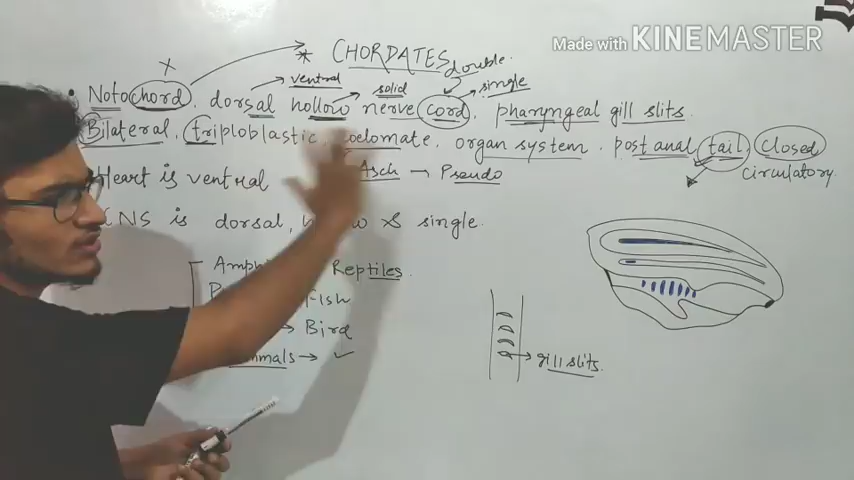 Made with KINEMASTER
* CHORDATES
double
x
ventral
solid
single
Notochord. dorsal hollow nerve cord, pharyngeal gill slits
Bilateral, triploblastic coelomate. organ system. post anal tail closed
circulatory
Heart is ventral
Asch → Pseudo
NS is dorsal, & single.
Reptiles.
Fish
→ Bird
mmals → ✓
→ gill slits.